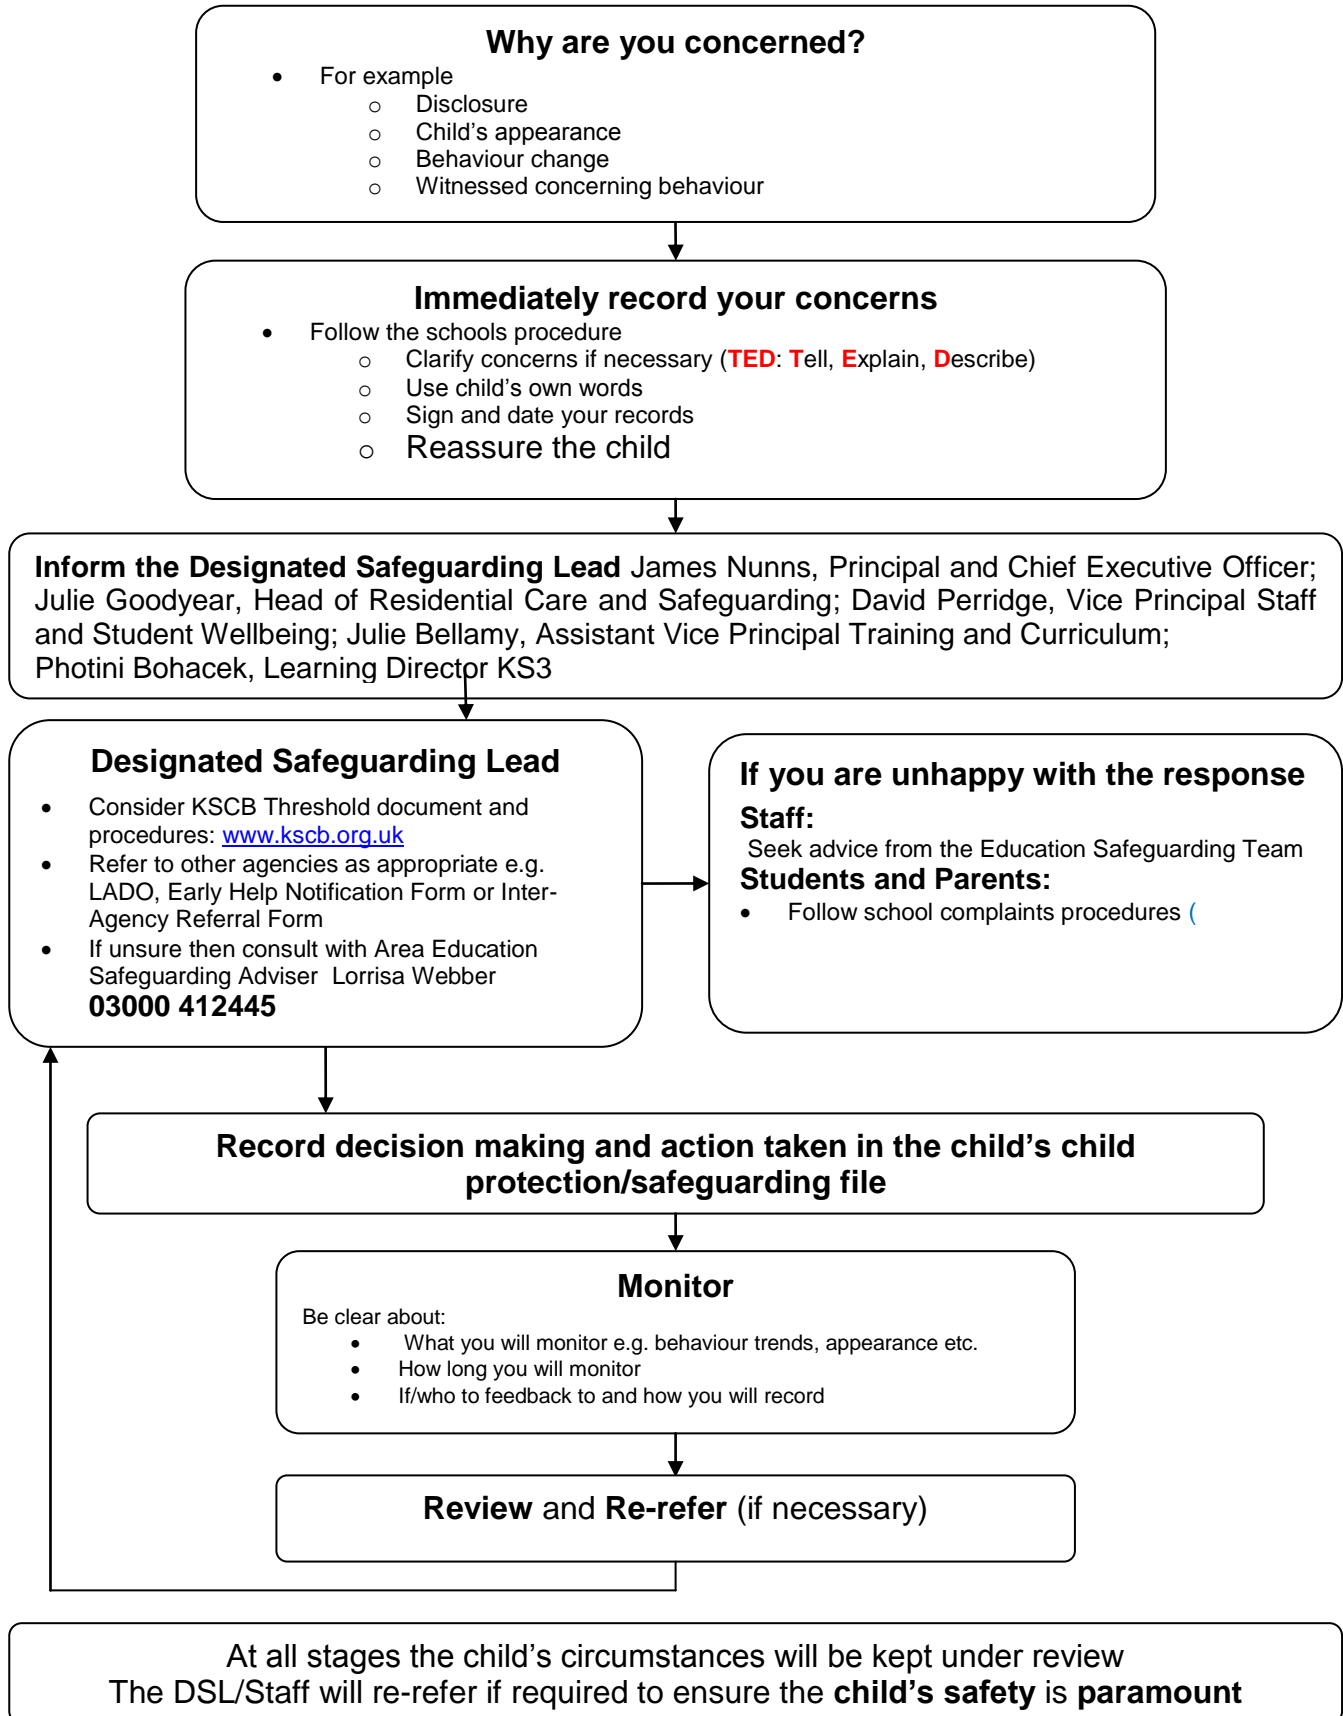 Why are you concerned?
• For example
o Disclosure
o Child's appearance
o Behaviour change
o Witnessed concerning behaviour
Immediately record your concerns
• Follow the schools procedure
o Clarify concerns if necessary (TED: Tell, Explain, Describe)
o Use child's own words
o Sign and date your records
o Reassure the child
Inform the Designated Safeguarding Lead James Nunns, Principal and Chief Executive Officer;
Julie Goodyear, Head of Residential Care and Safeguarding; David Perridge, Vice Principal Staff
and Student Wellbeing; Julie Bellamy, Assistant Vice Principal Training and Curriculum;
Photini Bohacek, Learning Director KS3
Designated Safeguarding Lead
• Consider KSCB Threshold document and
procedures: www.kscb.org.uk
• Refer to other agencies as appropriate e.g.
LADO, Early Help Notification Form or Inter-
Agency Referral Form
• If unsure then consult with Area Education
Safeguarding Adviser Lorrisa Webber
03000 412445
If you are unhappy with the response
Staff:
Seek advice from the Education Safeguarding Team
Students and Parents:
• Follow school complaints procedures (
Record decision making and action taken in the child's child
protection/safeguarding file
Monitor
Be clear about:
• What you will monitor e.g. behaviour trends, appearance etc.
• How long you will monitor
• If/who to feedback to and how you will record
Review and Re-refer (if necessary)
At all stages the child's circumstances will be kept under review
The DSL/Staff will re-refer if required to ensure the child's safety is paramount